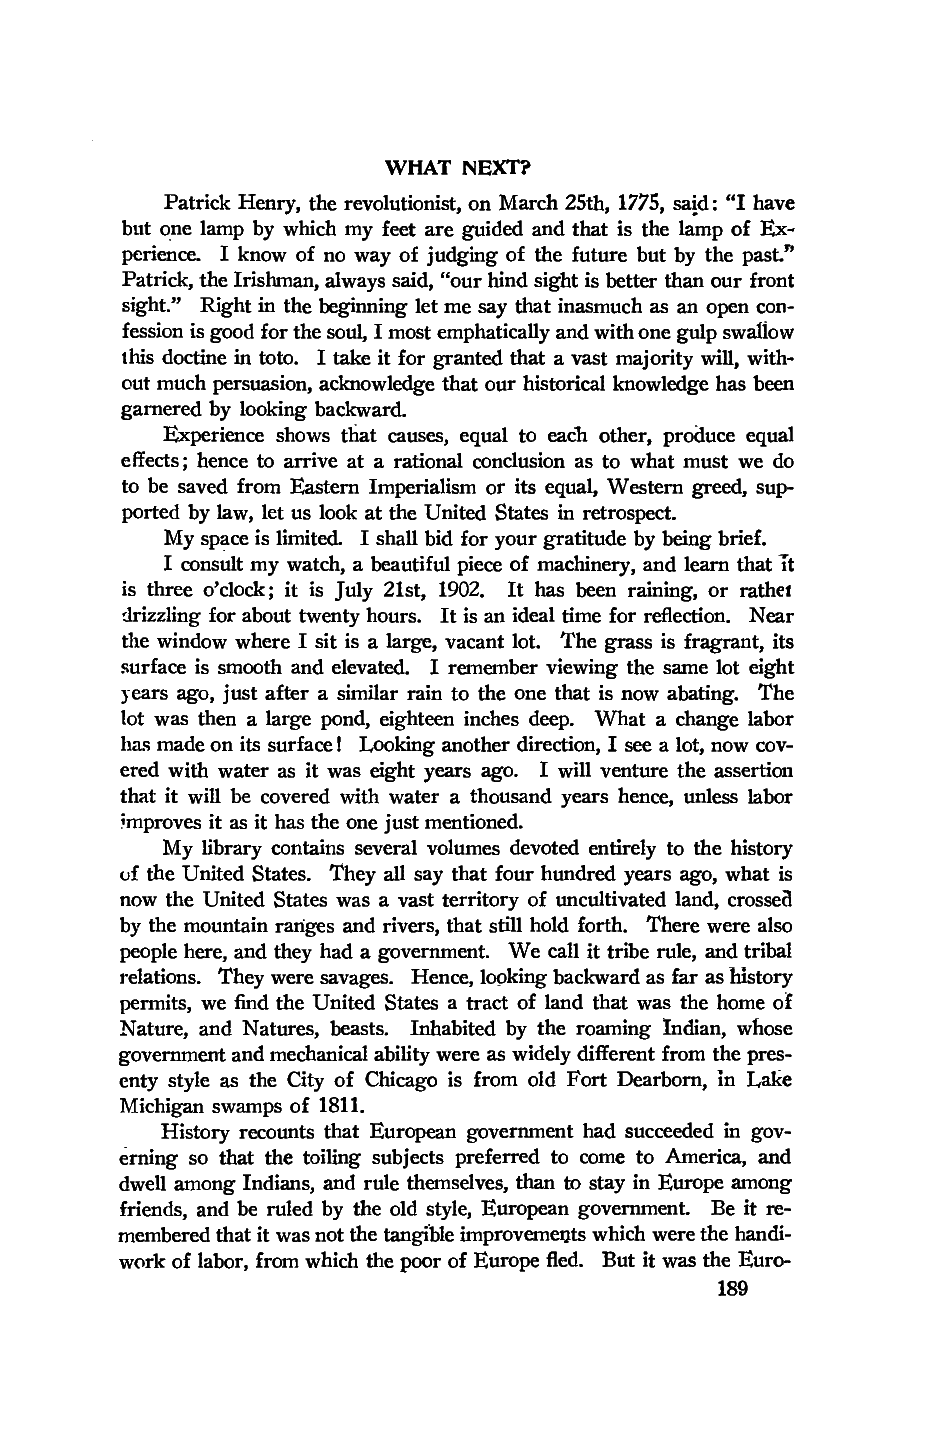 WHAT NEXT?
Patrick Henry, the revolutionist, on March 25th, 1775, said: "I have
but one lamp by which my feet are guided and that is the lamp of Ex-
perience. I know of no way of judging of the future but by the past."
Patrick, the Irishman, always said, "our hind sight is better than our front
sight." Right in the beginning let me say that inasmuch as an open con-
fession is good for the soul, I most emphatically and with one gulp swallow
this doctine in toto. I take it for granted that a vast majority will, with-
out much persuasion, acknowledge that our historical knowledge has been
garnered by looking backward.
Experience shows that causes, equal to each other, produce equal
effects; hence to arrive at a rational conclusion as to what must we do
to be saved from Eastern Imperialism or its equal, Western greed, sup-
ported by law, let us look at the United States in retrospect.
My space is limited. I shall bid for your gratitude by being brief.
I consult my watch, a beautiful piece of machinery, and learn that it
is three o'clock; it is July 21st, 1902. It has been raining, or rather
drizzling for about twenty hours. It is an ideal time for reflection. Near
the window where I sit is a large, vacant lot. The grass is fragrant, its
surface is smooth and elevated. I remember viewing the same lot eight
years ago, just after a similar rain to the one that is now abating. The
lot was then a large pond, eighteen inches deep. What a change labor
has made on its surface! Looking another direction, I see a lot, now cov-
ered with water as it was eight years ago. I will venture the assertion
that it will be covered with water a thousand years hence, unless labor
improves it as it has the one just mentioned.
My library contains several volumes devoted entirely to the history
of the United States. They all say that four hundred years ago, what is
now the United States was a vast territory of uncultivated land, crossed
by the mountain ranges and rivers, that still hold forth. There were also
people here, and they had a government. We call it tribe rule, and tribal
relations. They were savages. Hence, looking backward as far as history
permits, we find the United States a tract of land that was the home of
Nature, and Natures, beasts. Inhabited by the roaming Indian, whose
government and mechanical ability were as widely different from the pres-
enty style as the City of Chicago is from old Fort Dearborn, in Lake
Michigan swamps of 1811.
History recounts that European government had succeeded in gov-
erning so that the toiling subjects preferred to come to America, and
dwell among Indians, and rule themselves, than to stay in Europe among
friends, and be ruled by the old style, European government. Be it re-
membered that it was not the tangible improvements which were the handi-
work of labor, from which the poor of Europe fled. But it was the Euro-
189